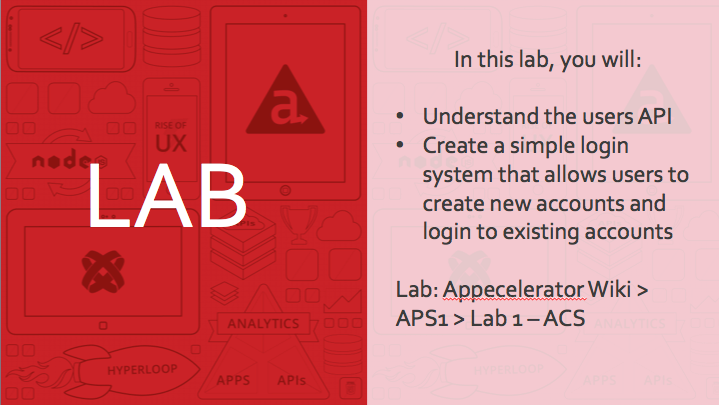 </>
RISE OF
UX
a
node
LAB
APIs
ANALYTICS
HYPERLOOP
APPS
APIs
In this lab, you will:
• Understand the users API
• Create a simple login
system that allows users to
create new accounts and
login to existing accounts
Lab: Appecelerator Wiki >
APS1 > Lab 1 – ACS